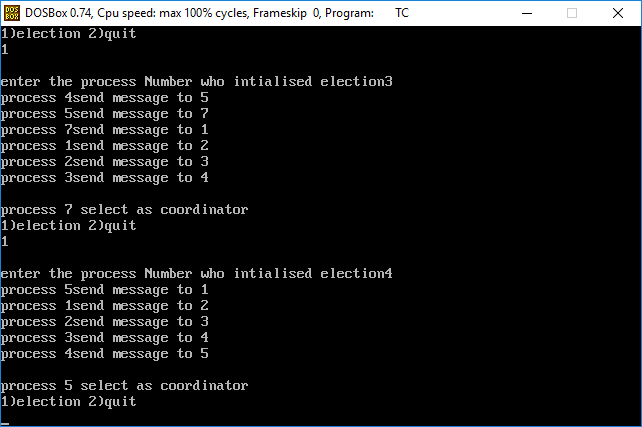 DOS BOX
DOSBox 0.74, Cpu speed: max 100% cycles, Frameskip 0, Program: TC
1)election 2)quit
1
enter the process Number who intialised election3
process 4send message to 5
process 5send message to 7
process 7send message to 1
process 1send message to 2
process 2send message to 3
process 3send message to 4
process 7 select as coordinator
1)election 2)quit
1
enter the process Number who intialised election4
process 5send message to 1
process 1send message to 2
process 2send message to 3
process 3send message to 4
process 4send message to 5
process 5 select as coordinator
1)election 2)quit